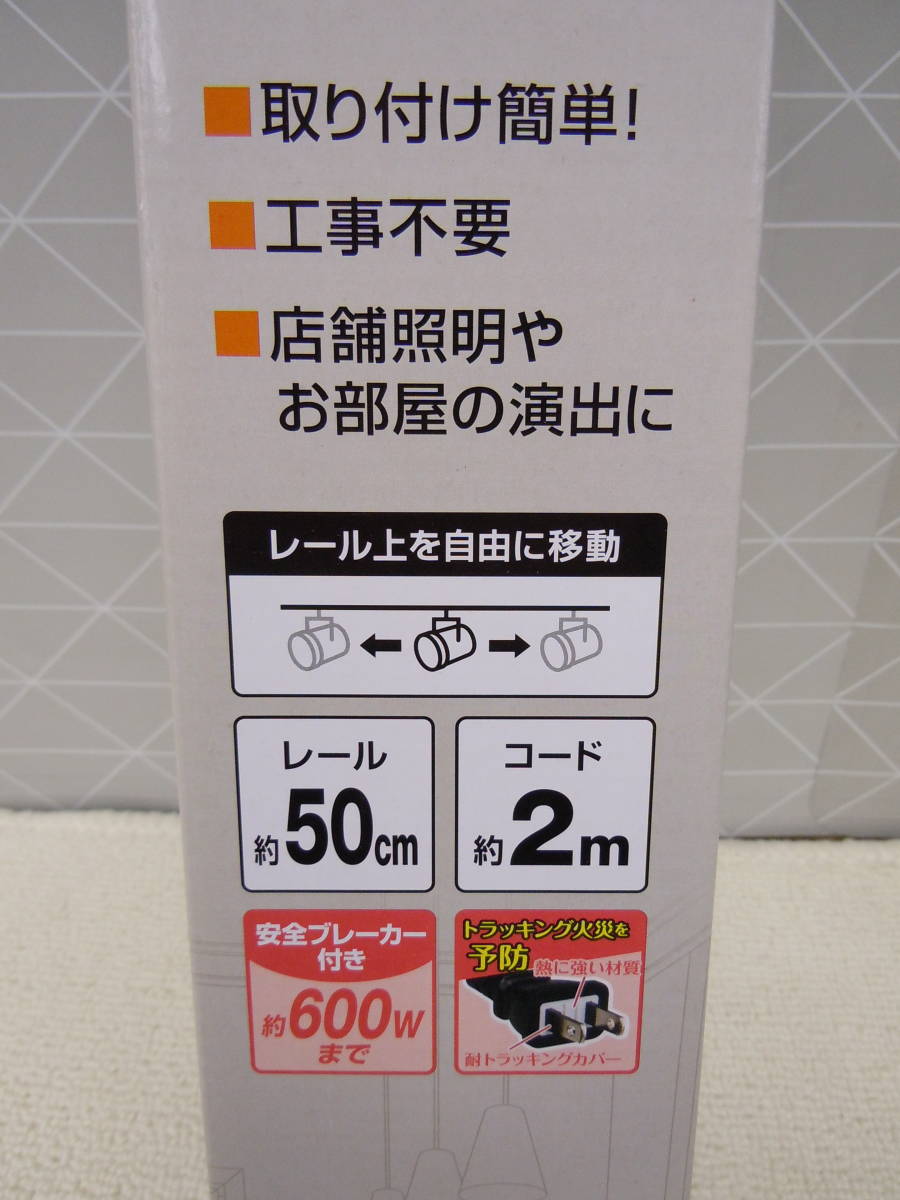 ■取り付け簡単!
■工事不要
■店舗照明や
お部屋の演出に
レール上を自由に移動
レール
約50cm
コード
約2m
安全ブレーカー
付き
約600W
まで
トラッキング火災を
予防
熱に強い材質
耐トラッキングカバー